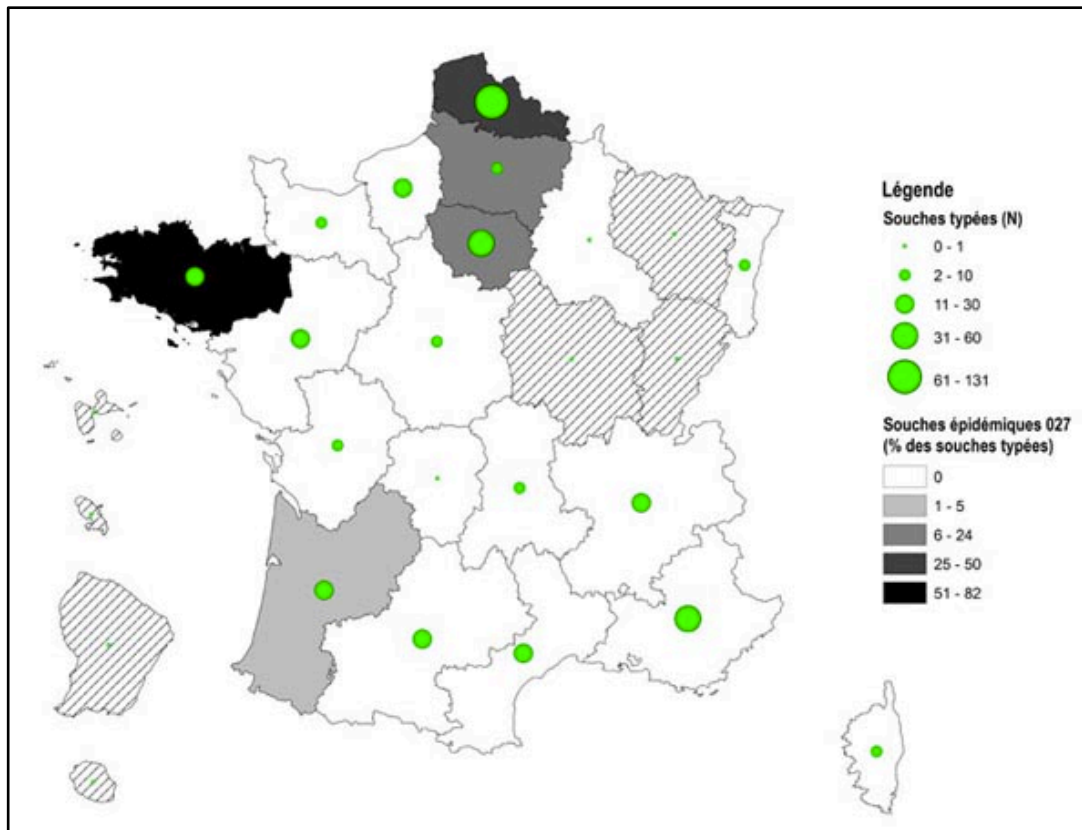 Légende
Souches typées (N)
0 - 1
2 - 10
11 - 30
31 - 60
61 - 131
Souches épidémiques 027
(% des souches typées)
0
1 - 5
6 - 24
25 - 50
51 - 82